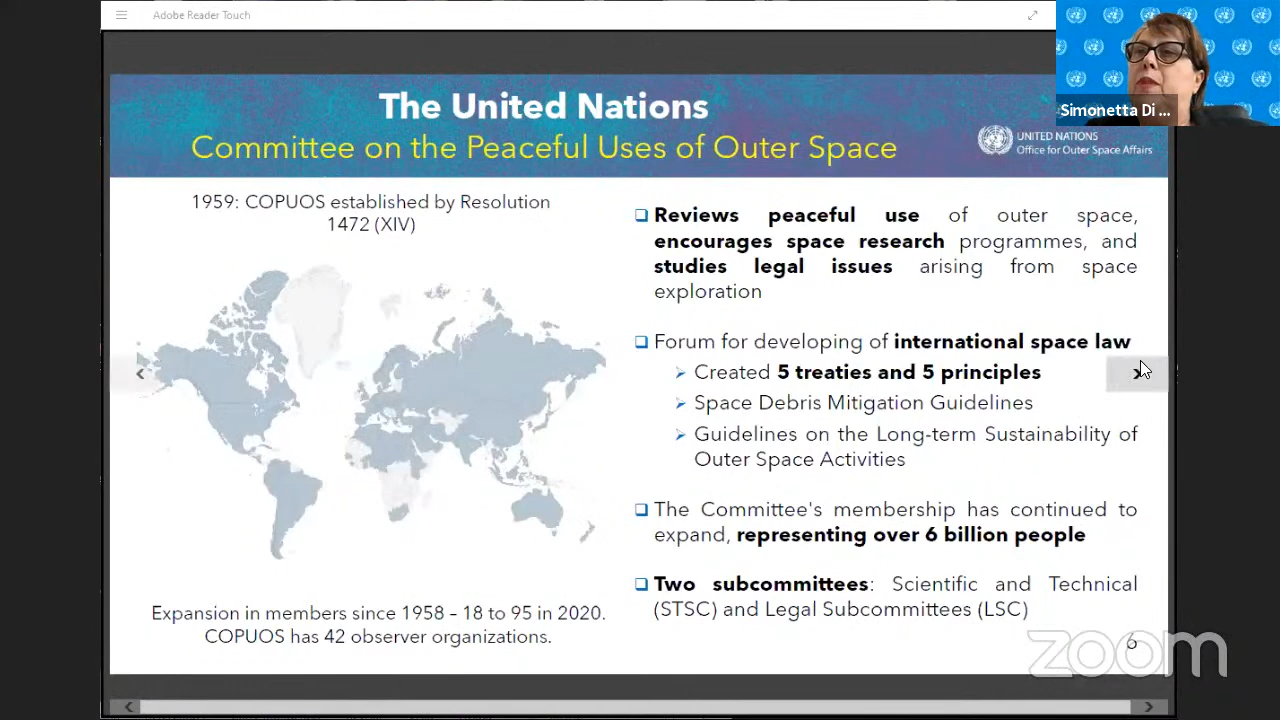 Adobe Reader Touch
Simonetta Di ...
The United Nations
Committee on the Peaceful Uses of Outer Space
UNITED NATIONS
Office for Outer Space Affairs
1959: COPUOS established by Resolution
1472 (XIV)
Expansion in members since 1958 – 18 to 95 in 2020.
COPUOS has 42 observer organizations.
Reviews peaceful use of outer space,
encourages space research programmes, and
studies legal issues arising from space
exploration
Forum for developing of international space law
Created 5 treaties and 5 principles
Space Debris Mitigation Guidelines
Guidelines on the Long-term Sustainability of
Outer Space Activities
The Committee's membership has continued to
expand, representing over 6 billion people
Two subcommittees: Scientific and Technical
(STSC) and Legal Subcommittees (LSC)
6
zoom